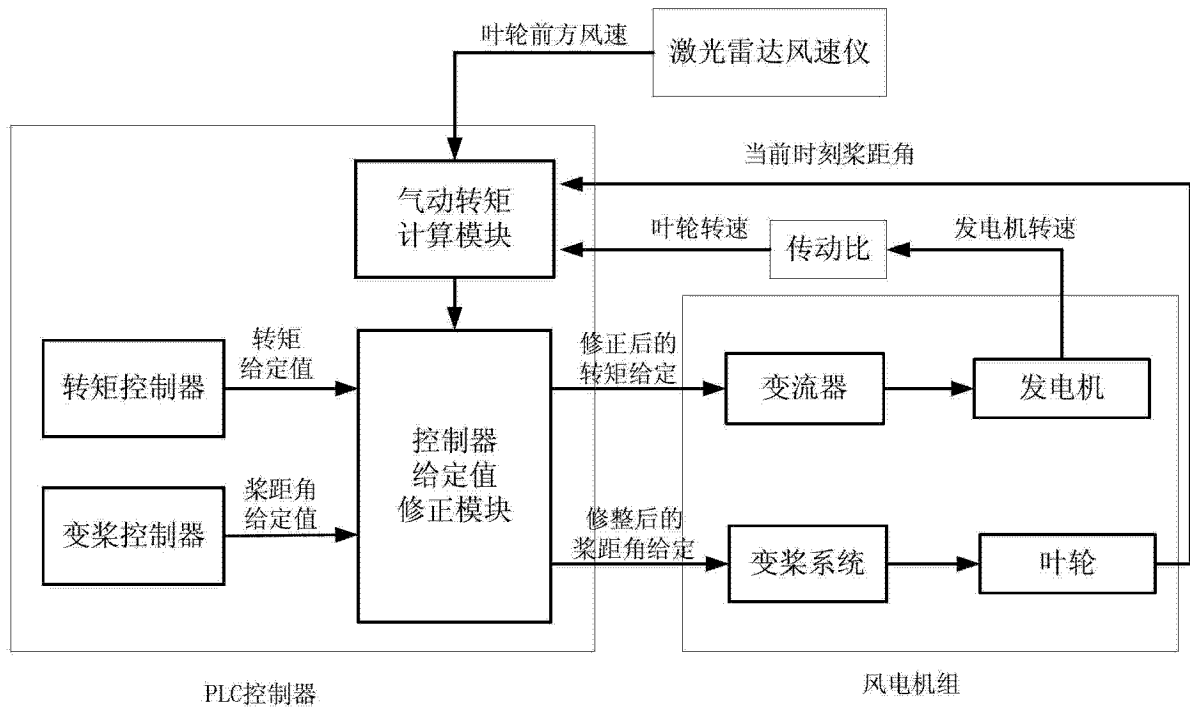 叶轮前方风速
激光雷达风速仪
当前时刻桨距角
气动转矩
计算模块
叶轮转速
传动比
发电机转速
转矩
给定值
修正后的
转矩给定
转矩控制器
变流器
发电机
控制器
给定值
修正模块
桨距角
给定值
变桨控制器
修整后的
桨距角给定
变桨系统
叶轮
PLC控制器
风电机组